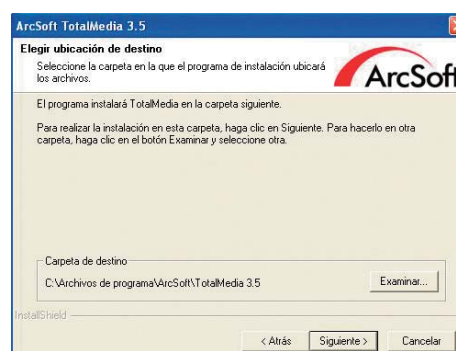 ArcSoft TotalMedia 3.5
Elegir ubicación de destino
Seleccione la carpeta en la que el programa de instalación ubicará
los archivos.
ArcSoft
El programa instalará TotalMedia en la carpeta siguiente.
Para realizar la instalación en esta carpeta, haga clic en Siguiente. Para hacerlo en otra
carpeta, haga clic en el botón Examinar y seleccione otra.
Carpeta de destino
C:\Archivos de programa\ArcSoft\TotalMedia 3.5
Examinar...
InstallShield
< Atrás
Siguiente >
Cancelar